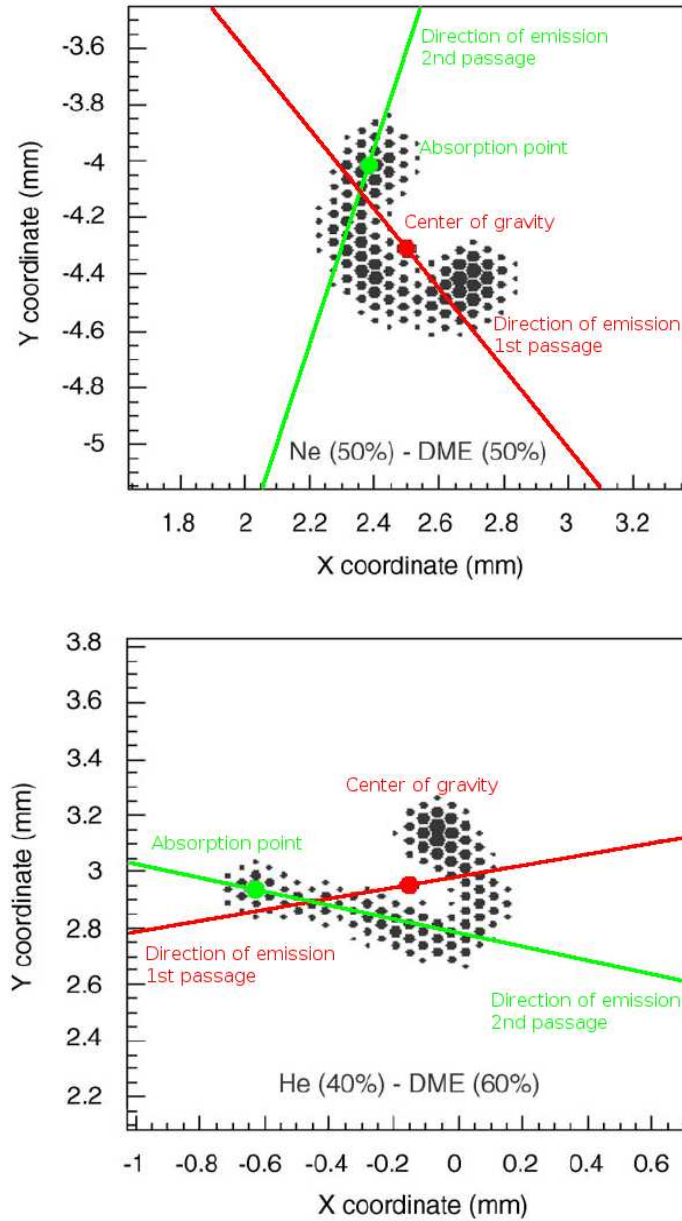 -3.6
-3.8
-4
-4.2
-4.4
-4.6
-4.8
-5
Y coordinate (mm)
Direction of emission
2nd passage
Absorption point
Center of gravity
Direction of emission
1st passage
Ne (50%) - DME (50%)
1.8 2 2.2 2.4 2.6 2.8 3 3.2
X coordinate (mm)
3.8
3.6
3.4
3.2
3
2.8
2.6
2.4
2.2
Y coordinate (mm)
Center of gravity
Absorption point
Direction of emission
1st passage
Direction of emission
2nd passage
He (40%) - DME (60%)
-1 -0.8 -0.6 -0.4 -0.2 0 0.2 0.4 0.6
X coordinate (mm)